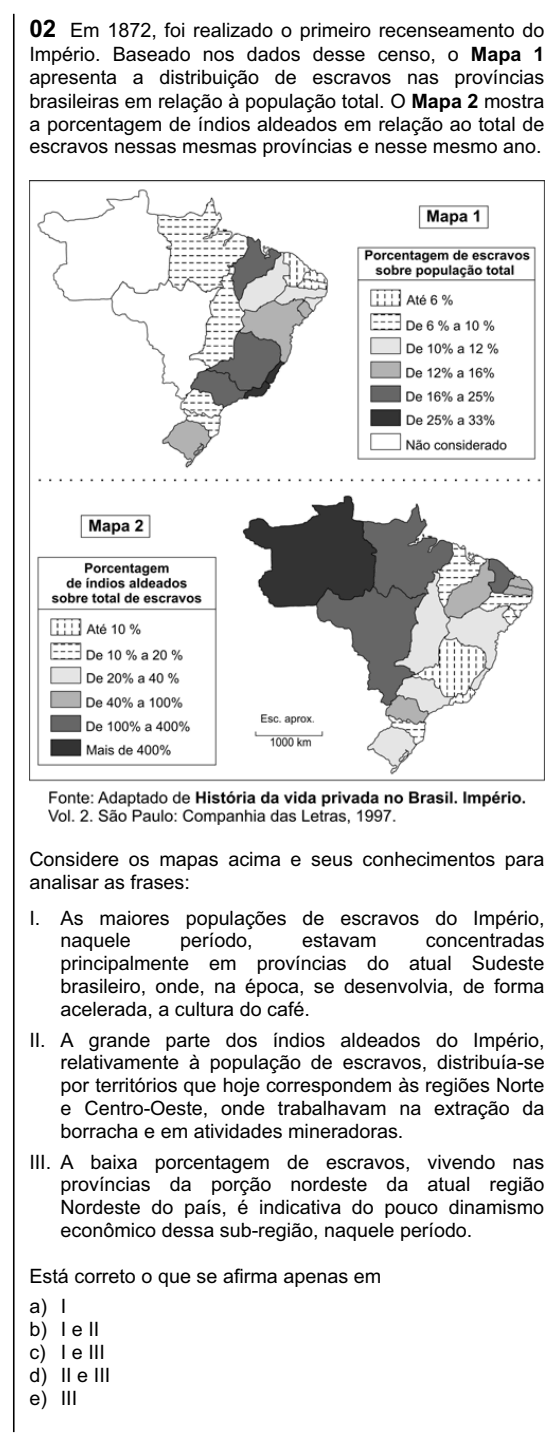 02 Em 1872, foi realizado o primeiro recenseamento do
Império. Baseado nos dados desse censo, o Mapa 1
apresenta a distribuição de escravos nas províncias
brasileiras em relação à população total. O Mapa 2 mostra
a porcentagem de índios aldeados em relação ao total de
escravos nessas mesmas províncias e nesse mesmo ano.
Mapa 1
Porcentagem de escravos
sobre população total
Até 6 %
De 6 % a 10 %
De 10% a 12 %
De 12% a 16%
De 16% a 25%
De 25% a 33%
Não considerado
Mapa 2
Porcentagem
de índios aldeados
sobre total de escravos
Até 10 %
De 10 % a 20 %
De 20% a 40 %
De 40% a 100%
De 100% a 400%
Mais de 400%
Esc. aprox.
1000 km
Fonte: Adaptado de História da vida privada no Brasil. Império.
Vol. 2. São Paulo: Companhia das Letras, 1997.
Considere os mapas acima e seus conhecimentos para
analisar as frases:
I. As maiores populações de escravos do Império,
naquele período, estavam concentradas
principalmente em províncias do atual Sudeste
brasileiro, onde, na época, se desenvolvia, de forma
acelerada, a cultura do café.
II. A grande parte dos índios aldeados do Império,
relativamente à população de escravos, distribuía-se
por territórios que hoje correspondem às regiões Norte
e Centro-Oeste, onde trabalhavam na extração da
borracha e em atividades mineradoras.
III. A baixa porcentagem de escravos, vivendo nas
províncias da porção nordeste da atual região
Nordeste do país, é indicativa do pouco dinamismo
econômico dessa sub-região, naquele período.
Está correto o que se afirma apenas em
a) I
b) I e II
c) I e III
d) II e III
e) III